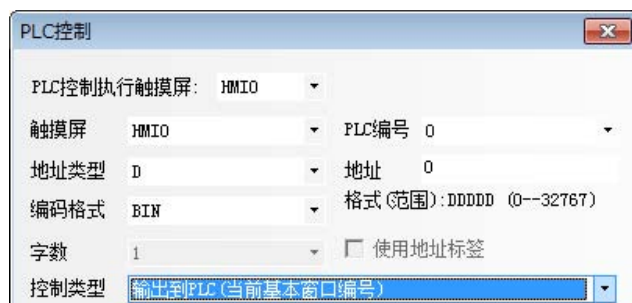 PLC控制
PLC控制执行触摸屏: HMI0
触摸屏 HMI0 PLC编号 0
地址类型 D 地址 0
编码格式 BIN 格式(范围):DDDDD (0--32767)
字数 1 使用地址标签
控制类型 输出到PLC(当前基本窗口编号)